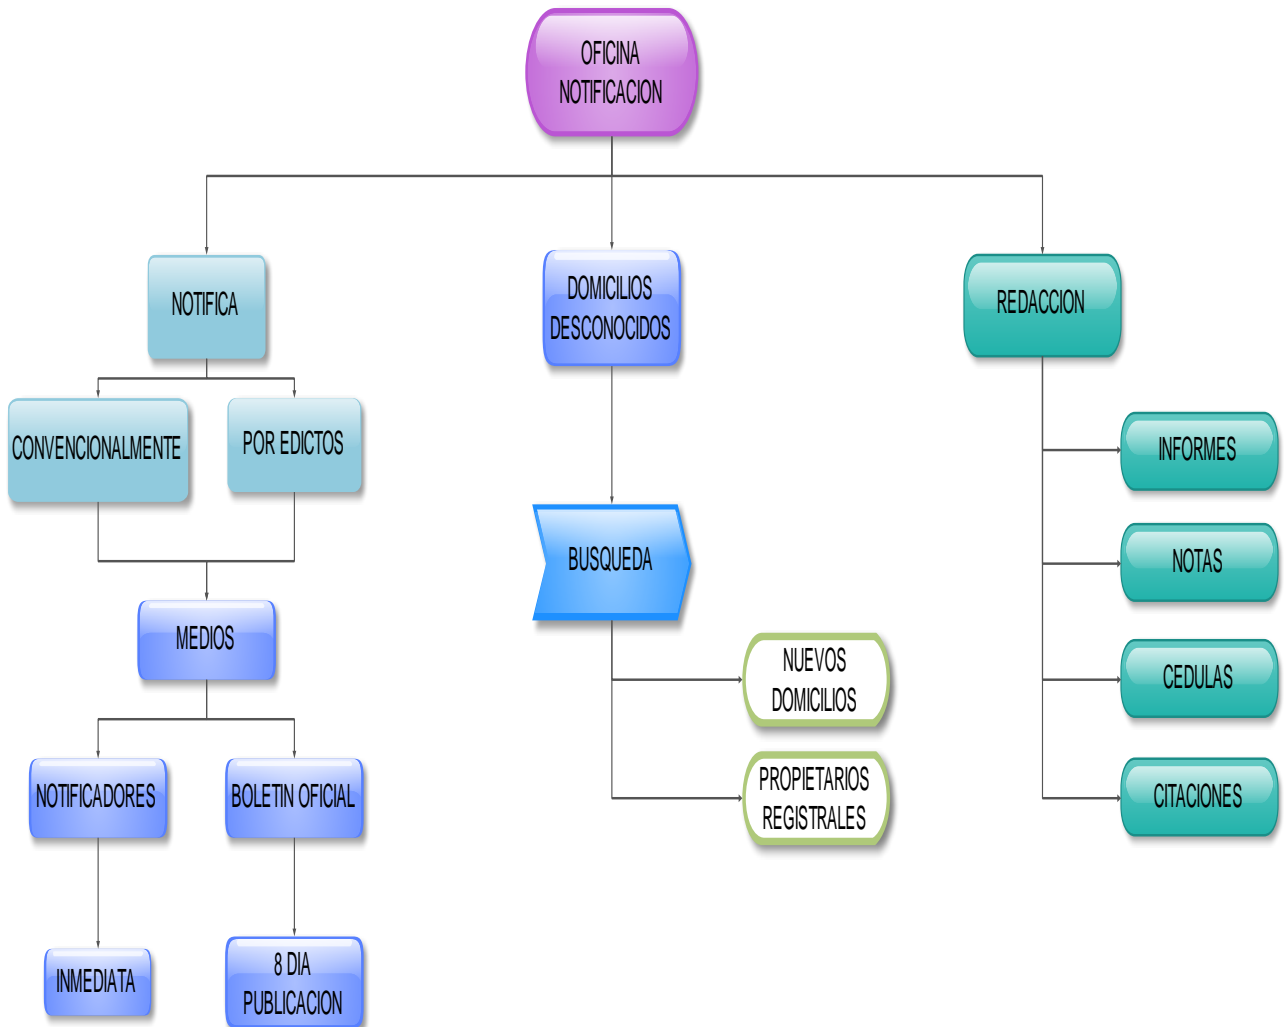 OFICINA
NOTIFICACION
NOTIFICA
DOMICILIOS
DESCONOCIDOS
REDACCION
CONVENCIONALMENTE
POR EDICTOS
INFORMES
BUSQUEDA
NOTAS
MEDIOS
NUEVOS
DOMICILIOS
CEDULAS
NOTIFICADORES
BOLETIN OFICIAL
PROPIETARIOS
REGISTRALES
CITACIONES
INMEDIATA
8 DIA
PUBLICACION